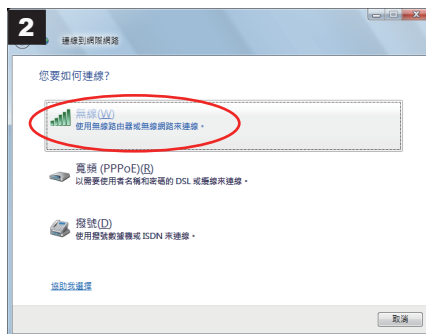 2
連線到網際網路
您要如何連線?
無線(W)
使用無線路由器或無線網路來連線。
寬頻 (PPoE)(R)
以需要使用者名稱和密碼的 DSL 或纜線來連線。
撥號(D)
使用撥號數據機或 ISDN 來連線。
協助我選擇
取消